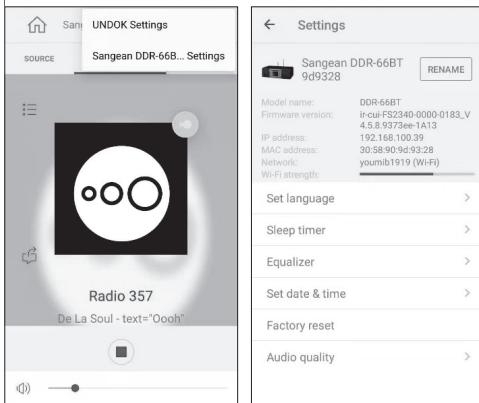 San
UNDOK Settings
SOURCE
Sangean DDR-66B... Settings
Radio 357
De La Soul - text="Oooh"
Settings
Sangean DDR-66BT
9d9328
RENAME
Model name: DDR-66BT
Firmware version: ir-cui-FS2340-0000-0183_V
4.5.8.9373ee-1A13
IP address: 192.168.100.39
MAC address: 30:58:90:9d:93:28
Network: youmib1919 (Wi-Fi)
Wi-Fi strength:
Set language
Sleep timer
Equalizer
Set date & time
Factory reset
Audio quality